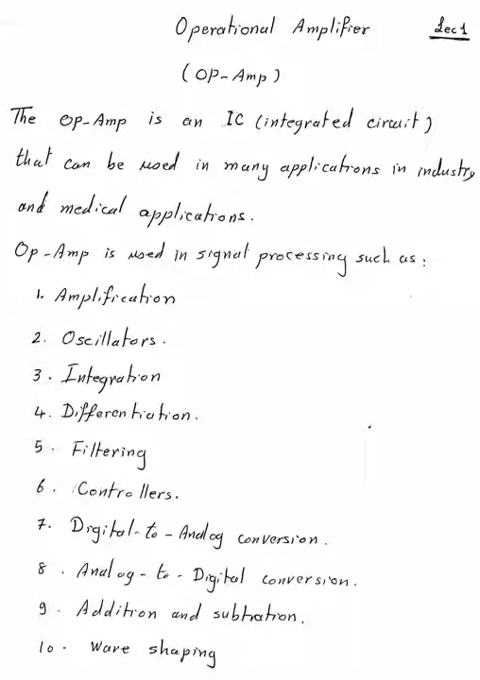 Operational Amplifier Lec 1
(OP-Amp)
The Op-Amp is an IC (integrated circuit)
that can be used in many applications in industry
and medical applications.
Op-Amp is used in signal processing such as:
1. Amplification
2. Oscillators.
3. Integration
4. Differentiation.
5. Filtering
6. Controllers.
7. Digital-to-Analog conversion.
8. Analog-to-Digital conversion.
9. Addition and subtration.
10. Wave shaping